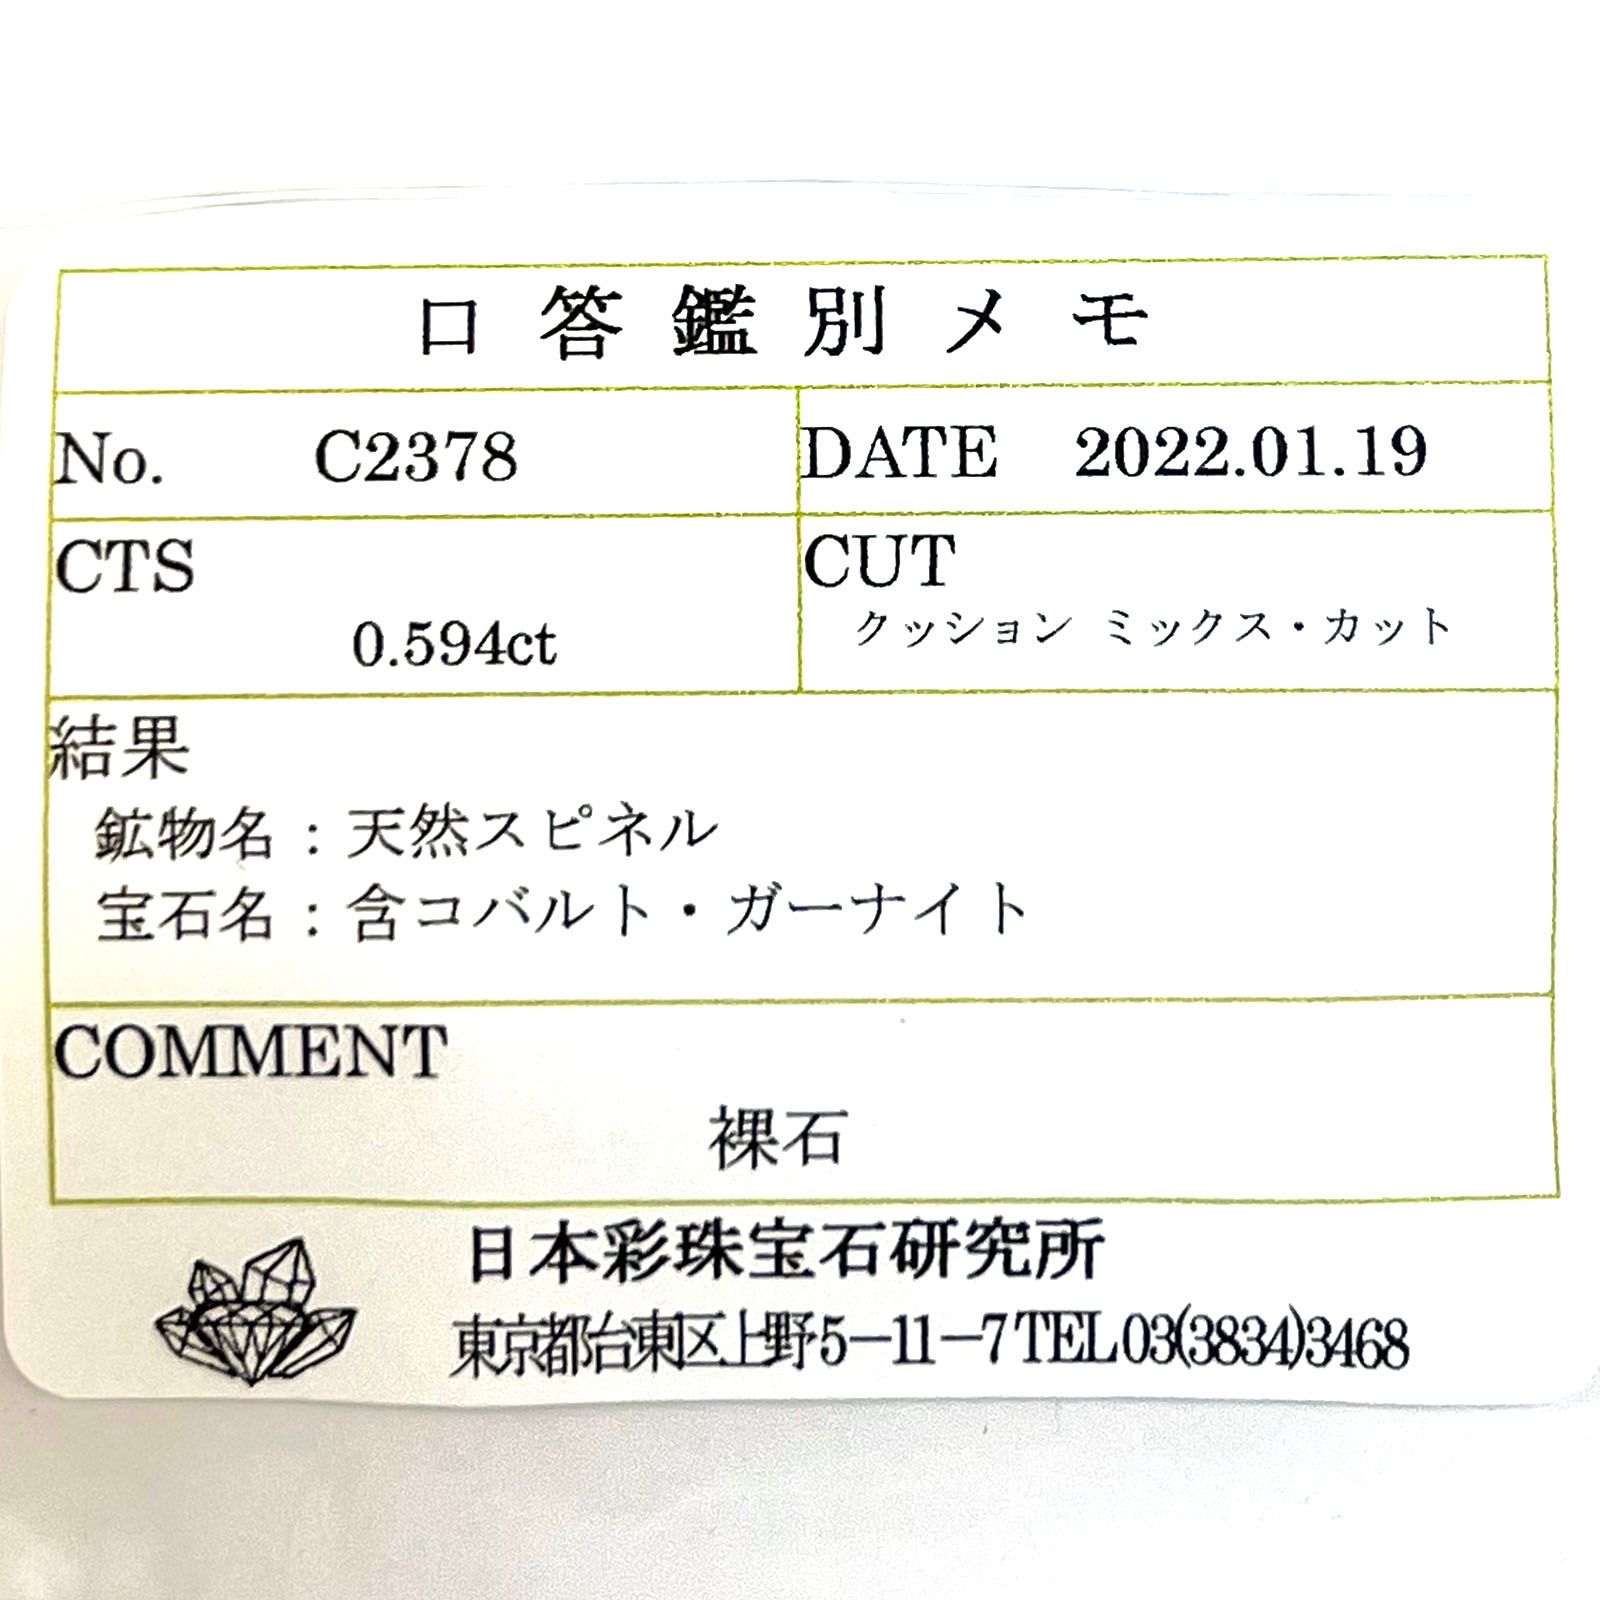 口答鑑別メモ
No. C2378
DATE 2022.01.19
CTS
0.594ct
CUT
クッション ミックス・カット
結果
鉱物名：天然スピネル
宝石名：含コバルト・ガーナイト
COMMENT
裸石
日本彩珠宝石研究所
東京都台東区上野5－11－7 TEL03(3834)3468